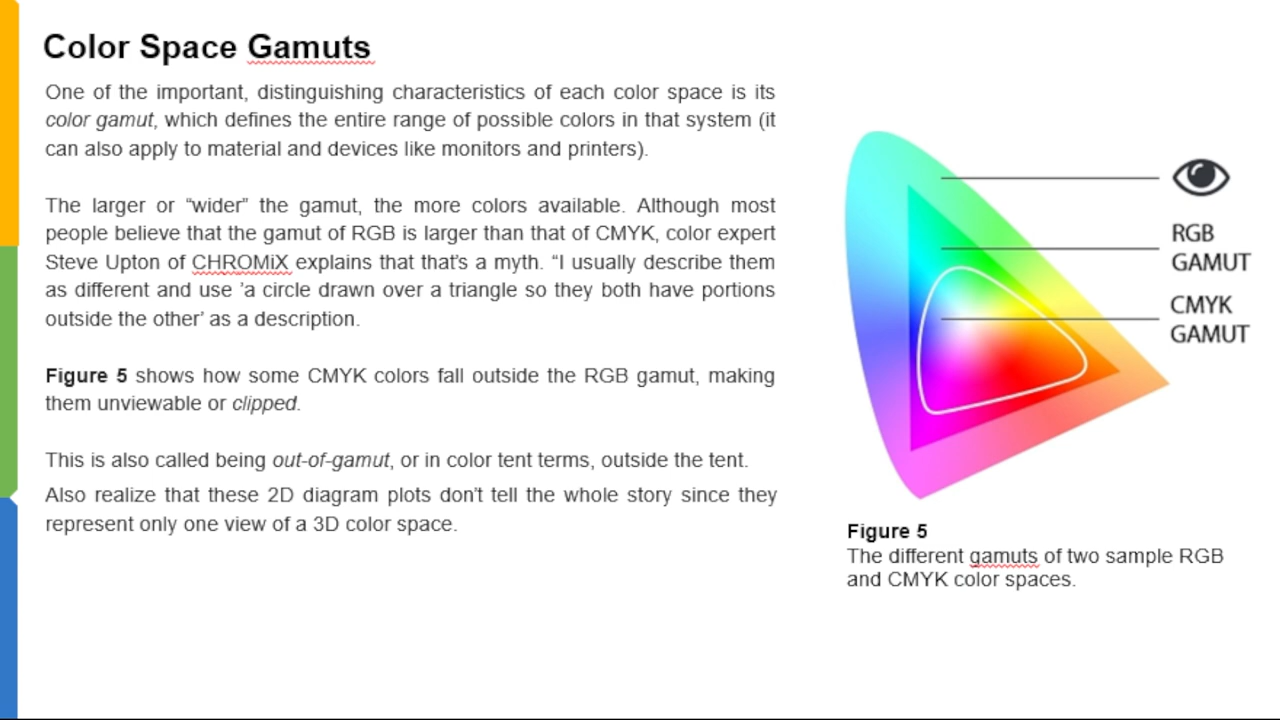 Color Space Gamuts
One of the important, distinguishing characteristics of each color space is its
color gamut, which defines the entire range of possible colors in that system (it
can also apply to material and devices like monitors and printers).
The larger or “wider” the gamut, the more colors available. Although most
people believe that the gamut of RGB is larger than that of CMYK, color expert
Steve Upton of CHROMiX explains that that’s a myth. “I usually describe them
as different and use ’a circle drawn over a triangle so they both have portions
outside the other’ as a description.
Figure 5 shows how some CMYK colors fall outside the RGB gamut, making
them unviewable or clipped.
This is also called being out-of-gamut, or in color tent terms, outside the tent.
Also realize that these 2D diagram plots don’t tell the whole story since they
represent only one view of a 3D color space.
RGB
GAMUT
CMYK
GAMUT
Figure 5
The different gamuts of two sample RGB
and CMYK color spaces.